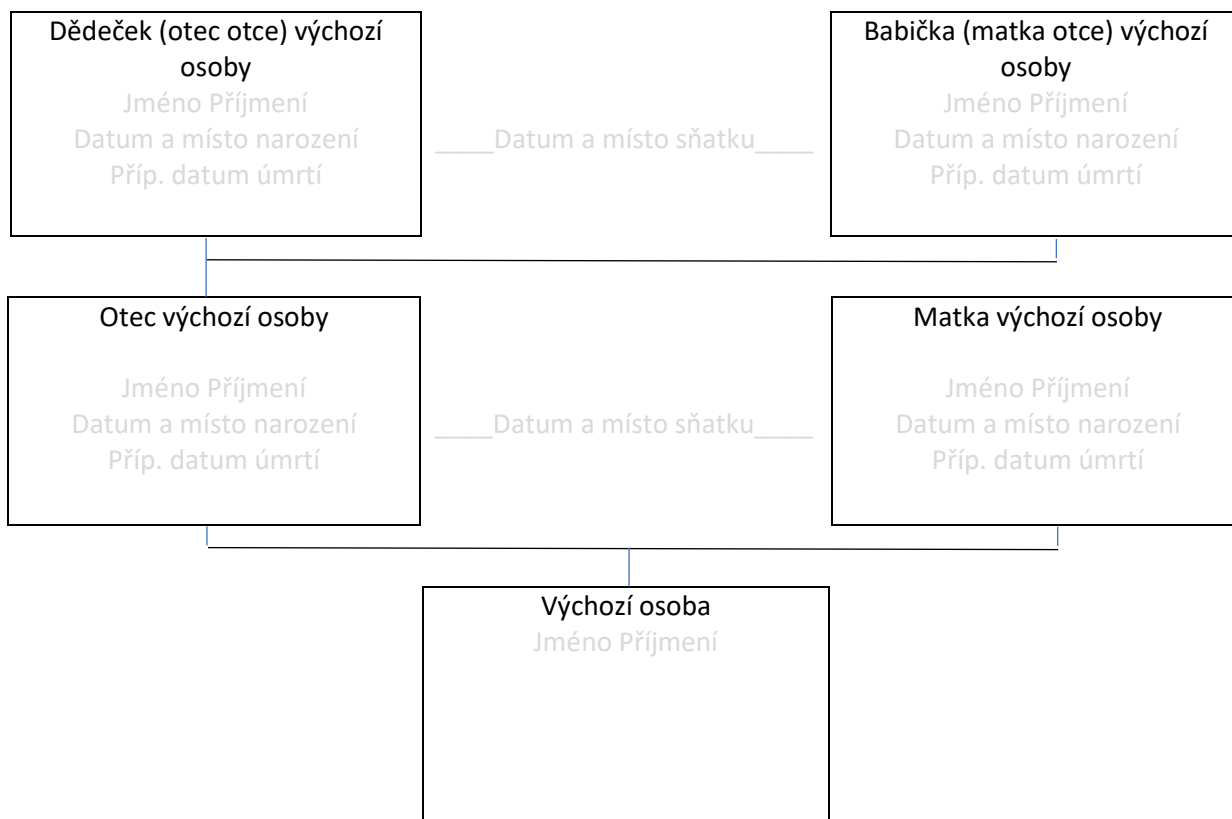 Dědeček (otec otce) výchozí
osoby
Jméno Příjmení
Datum a místo narození
Příp. datum úmrtí
____Datum a místo sňatku____
Babička (matka otce) výchozí
osoby
Jméno Příjmení
Datum a místo narození
Příp. datum úmrtí
Otec výchozí osoby
Jméno Příjmení
Datum a místo narození
Příp. datum úmrtí
____Datum a místo sňatku____
Matka výchozí osoby
Jméno Příjmení
Datum a místo narození
Příp. datum úmrtí
Výchozí osoba
Jméno Příjmení